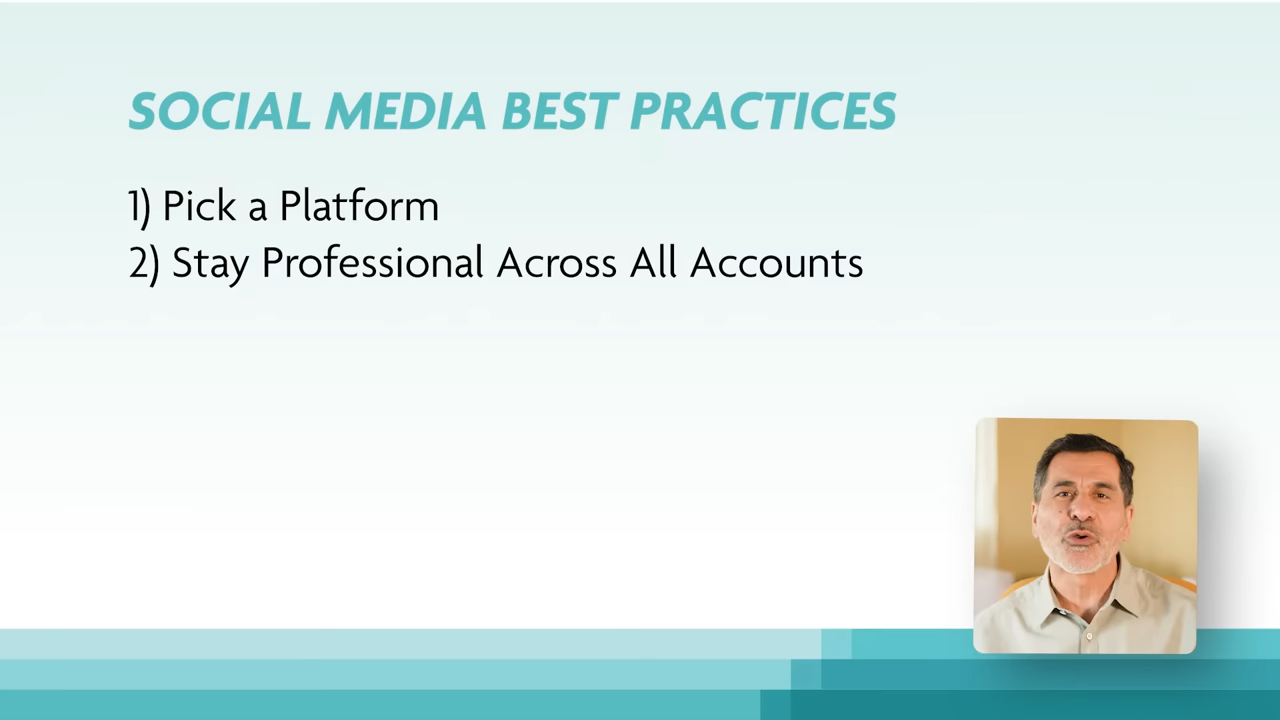 SOCIAL MEDIA BEST PRACTICES
1) Pick a Platform
2) Stay Professional Across All Accounts